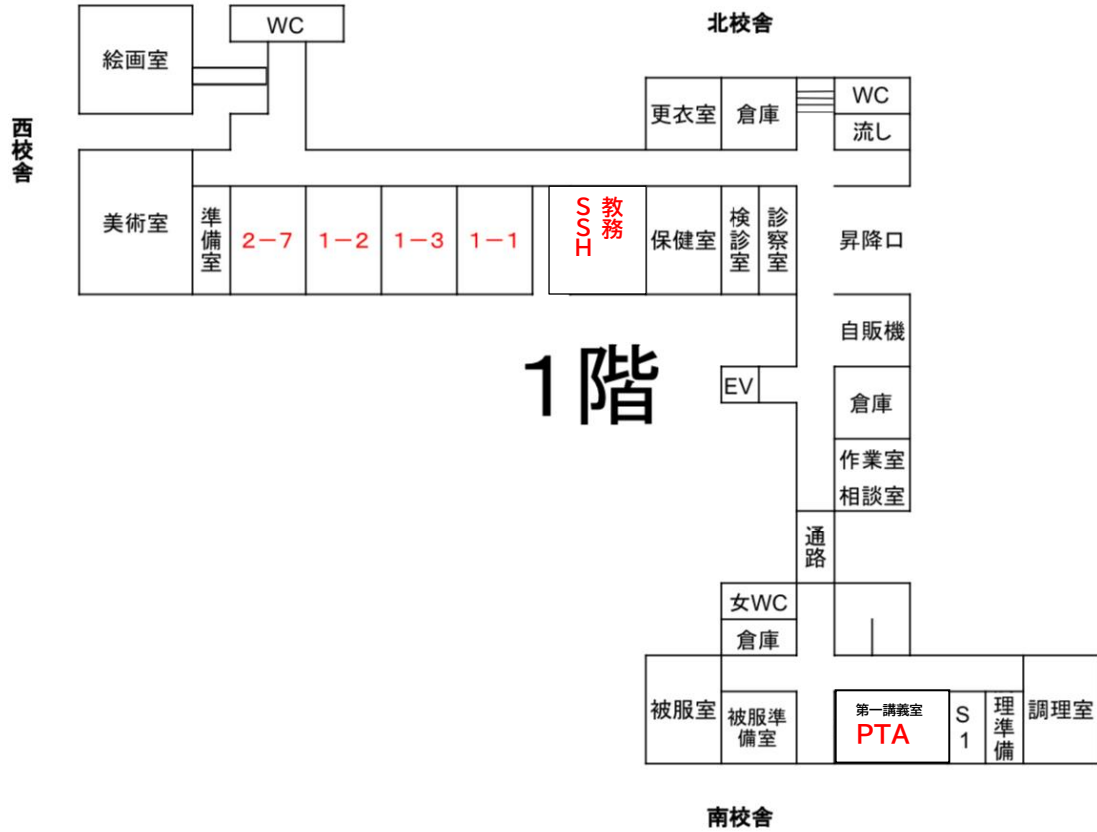 WC
北校舎
絵画室
更衣室
倉庫
WC
流し
西校舎
美術室
準備室
2－7
1－2
1－3
1－1
教務
SSH
保健室
検診室
診察室
昇降口
自販機
1階
EV
倉庫
作業室
相談室
通路
女WC
倉庫
被服室
被服準
備室
第一講義室
PTA
S1
理準備
調理室
南校舎